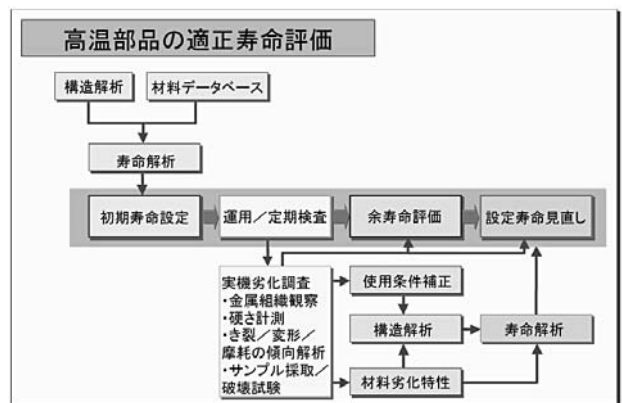 高温部品の適正寿命評価
構造解析
材料データベース
寿命解析
初期寿命設定
運用／定期検査
余寿命評価
設定寿命見直し
実機劣化調査
・金属組織観察
・硬さ計測
・き裂／変形／
摩耗の傾向解析
・サンプル採取／
破壊試験
使用条件補正
構造解析
寿命解析
材料劣化特性